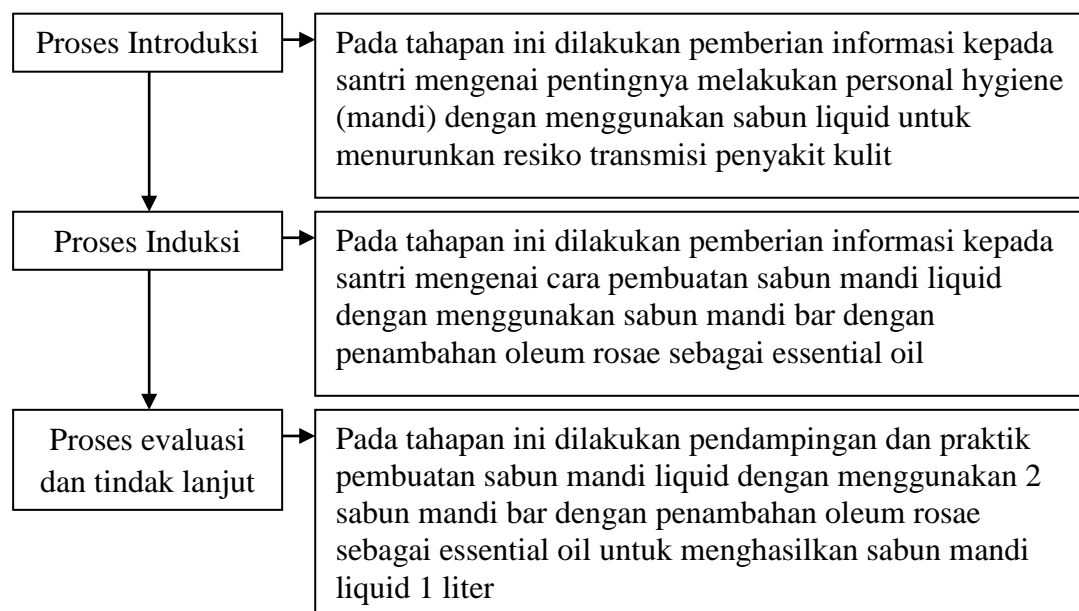 Proses Introduksi
Pada tahapan ini dilakukan pemberian informasi kepada
santri mengenai pentingnya melakukan personal hygiene
(mandi) dengan menggunakan sabun liquid untuk
menurunkan resiko transmisi penyakit kulit
Proses Induksi
Pada tahapan ini dilakukan pemberian informasi kepada
santri mengenai cara pembuatan sabun mandi liquid
dengan menggunakan sabun mandi bar dengan
penambahan oleum rosae sebagai essential oil
Proses evaluasi
dan tindak lanjut
Pada tahapan ini dilakukan pendampingan dan praktik
pembuatan sabun mandi liquid dengan menggunakan 2
sabun mandi bar dengan penambahan oleum rosae
sebagai essential oil untuk menghasilkan sabun mandi
liquid 1 liter